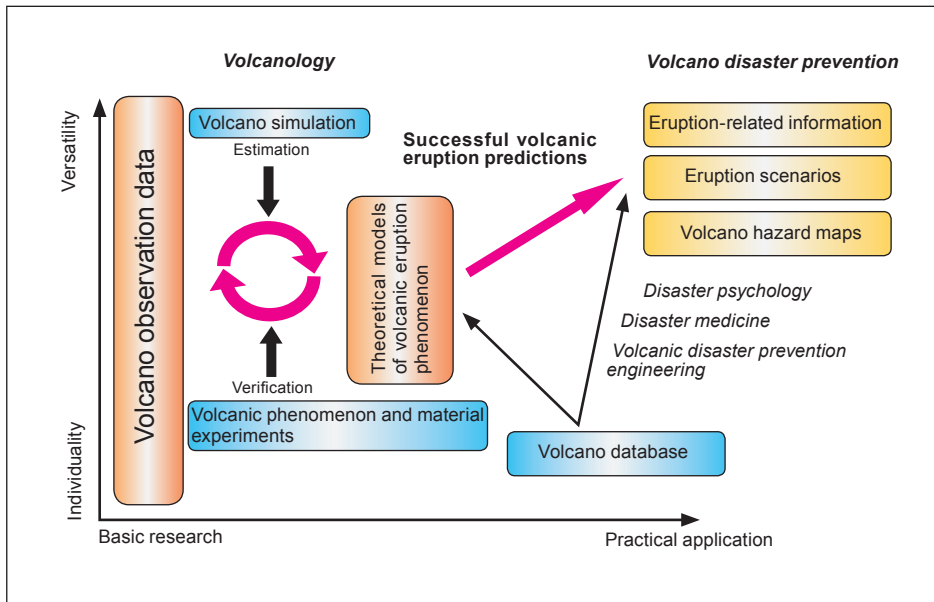 Volcanology
Volcano disaster prevention
Versatility
Individuality
Volcano observation data
Volcano simulation
Estimation
Verification
Volcanic phenomenon and material
experiments
Theoretical models
of volcanic eruption
phenomenon
Successful volcanic
eruption predictions
Eruption-related information
Eruption scenarios
Volcano hazard maps
Disaster psychology
Disaster medicine
Volcanic disaster prevention
engineering
Volcano database
Basic research
Practical application